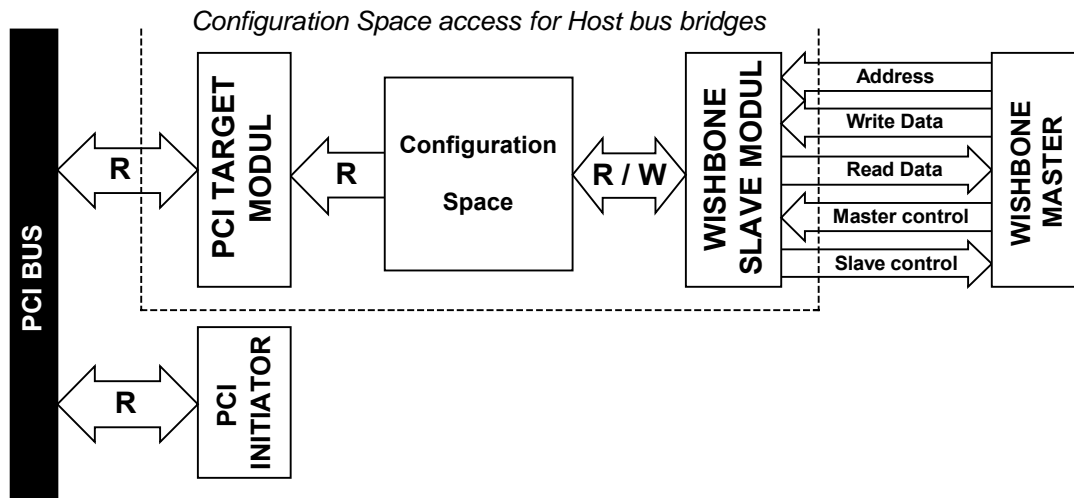 Configuration Space access for Host bus bridges
PCI BUS
R
PCI TARGET
MODUL
R
Configuration
Space
R / W
WISHBONE
SLAVE MODUL
Address
Write Data
Read Data
Master control
Slave control
WISHBONE
MASTER
R
PCI
INITIATOR